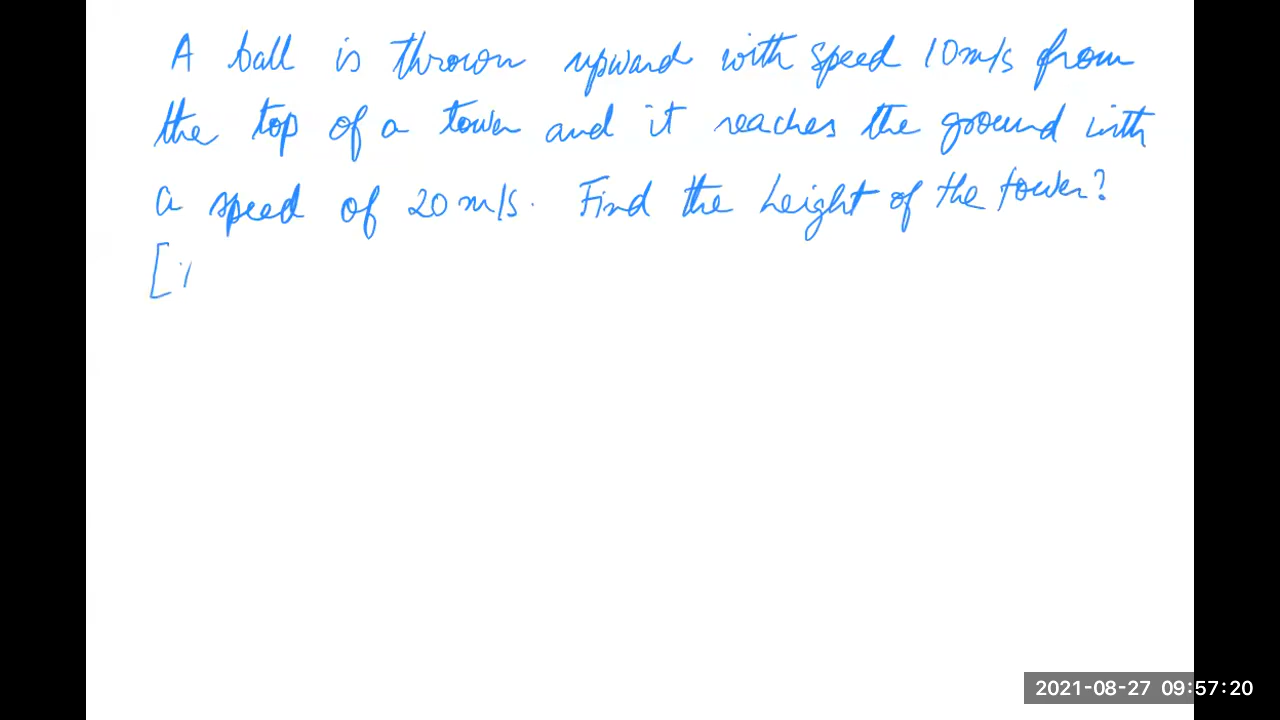 A ball is thrown upward with speed 10m/s from
the top of a tower and it reaches the ground with
a speed of 20 m/s. Find the height of the tower?
[
2021-08-27 09:57:20